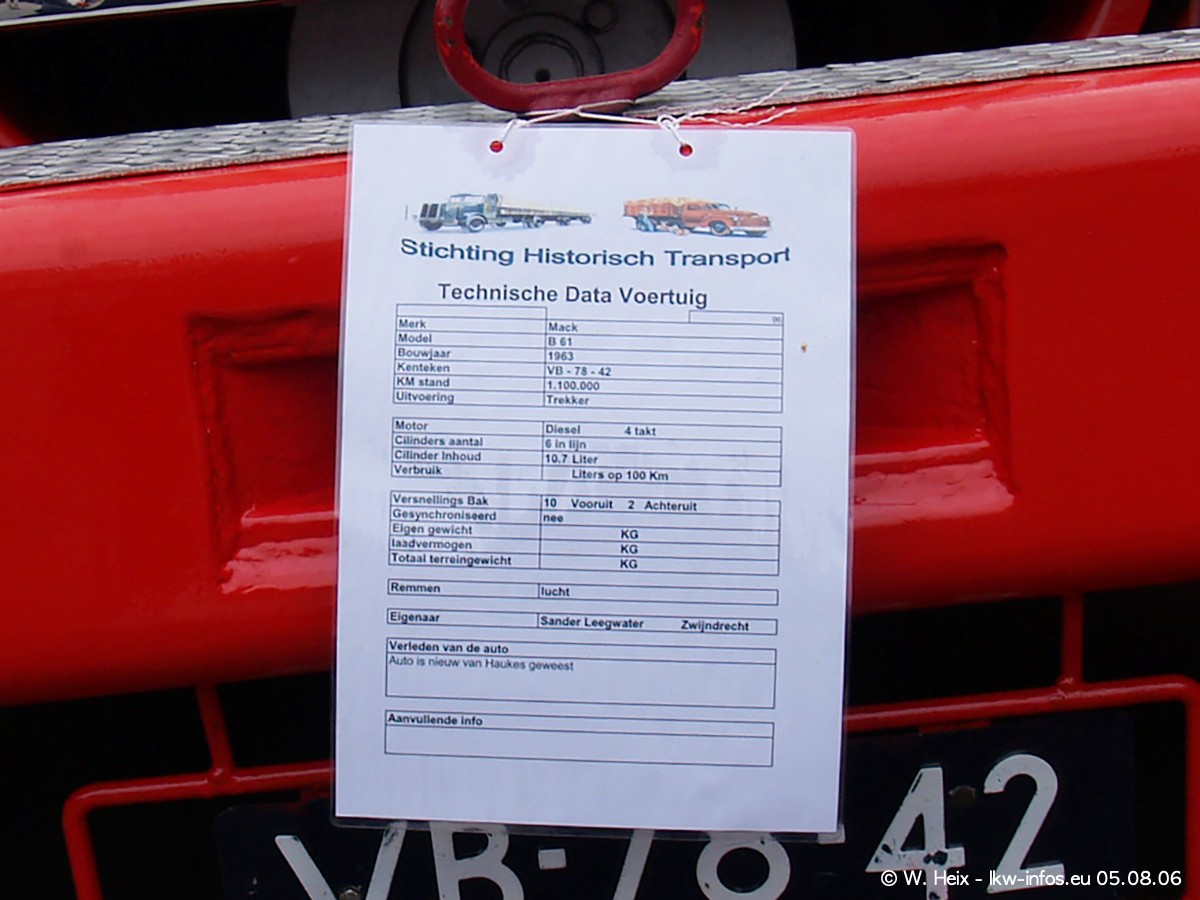 Stichting Historisch Transport
Technische Data Voertuig
96
Merk Mack
Model B 61
Bouwjaar 1963
Kenteken VB - 78 - 42
KM stand 1.100.000
Uitvoering Trekker
Motor Diesel 4 takt
Cilinders aantal 6 in lijn
Cilinder Inhoud 10.7 Liter
Verbruik Liters op 100 Km
Versnellings Bak 10 Vooruit 2 Achteruit
Gesynchroniseerd nee
Eigen gewicht KG
laadvermogen KG
Totaal terreingewicht KG
Remmen lucht
Eigenaar Sander Leegwater Zwijndrecht
Verleden van de auto
Auto is nieuw van Haukes geweest
Aanvullende info
VB-78-42
© W. Heix - lkw-infos.eu 05.08.06